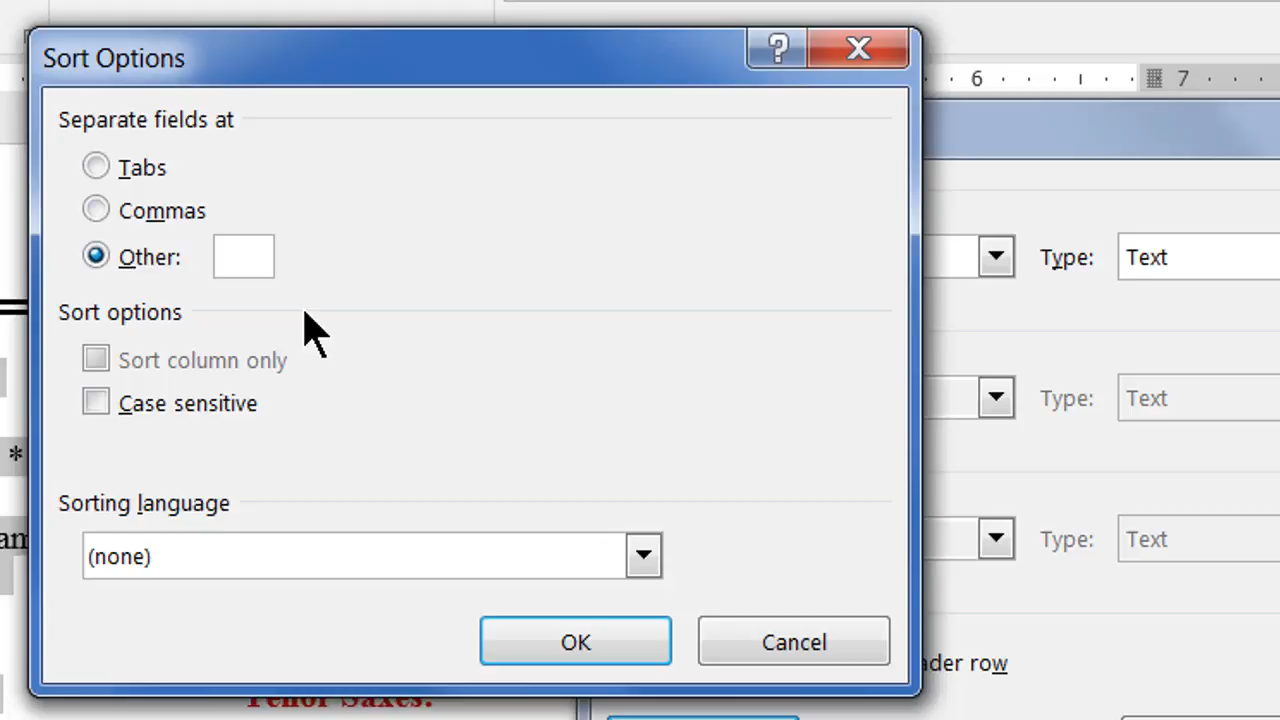 Sort Options
6 7
Separate fields at
Tabs
Commas
Other:
Type: Text
Sort options
Sort column only
Case sensitive
Type: Text
*
Sorting language
(none)
Type: Text
OK Cancel
row
Tenor Saxes: